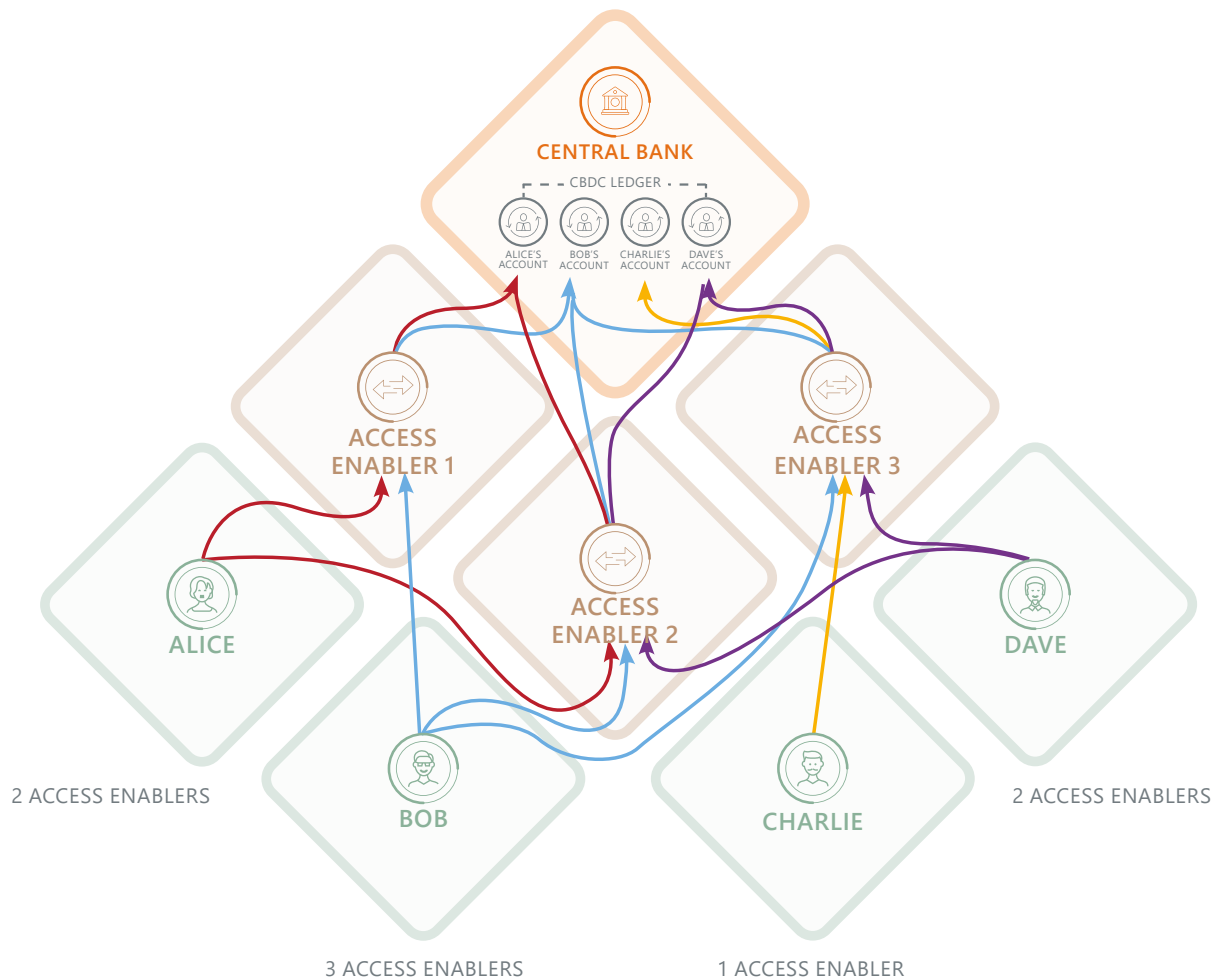 CENTRAL BANK
CBDC LEDGER
ALICE'S
ACCOUNT
BOB'S
ACCOUNT
CHARLIE'S
ACCOUNT
DAVE'S
ACCOUNT
ACCESS
ENABLER 1
ACCESS
ENABLER 3
ACCESS
ENABLER 2
ALICE
DAVE
BOB
CHARLIE
2 ACCESS ENABLERS
2 ACCESS ENABLERS
3 ACCESS ENABLERS
1 ACCESS ENABLER